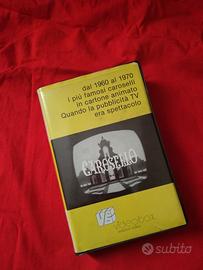 dal 1960 al 1970
i più famosi caroselli
in cartone animato
Quando la pubblicità TV
era spettacolo
CAROSELLO
videobox
subito